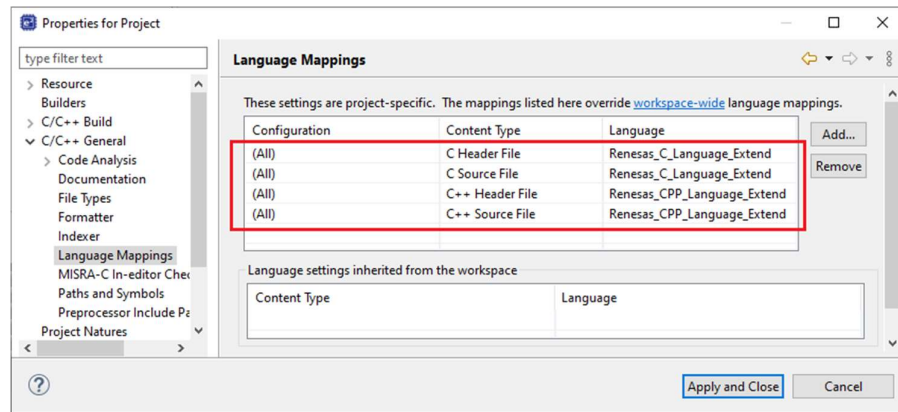 Properties for Project
type filter text
Resource
Builders
C/C++ Build
C/C++ General
Code Analysis
Documentation
File Types
Formatter
Indexer
Language Mappings
MISRA-C In-editor Chec
Paths and Symbols
Preprocessor Include Pa
Project Natures
Language Mappings
These settings are project-specific. The mappings listed here override workspace-wide language mappings.
Configuration Content Type Language
(All) C Header File Renesas_C_Language_Extend
(All) C Source File Renesas_C_Language_Extend
(All) C++ Header File Renesas_CPP_Language_Extend
(All) C++ Source File Renesas_CPP_Language_Extend
Add...
Remove
Language settings inherited from the workspace
Content Type Language
Apply and Close
Cancel